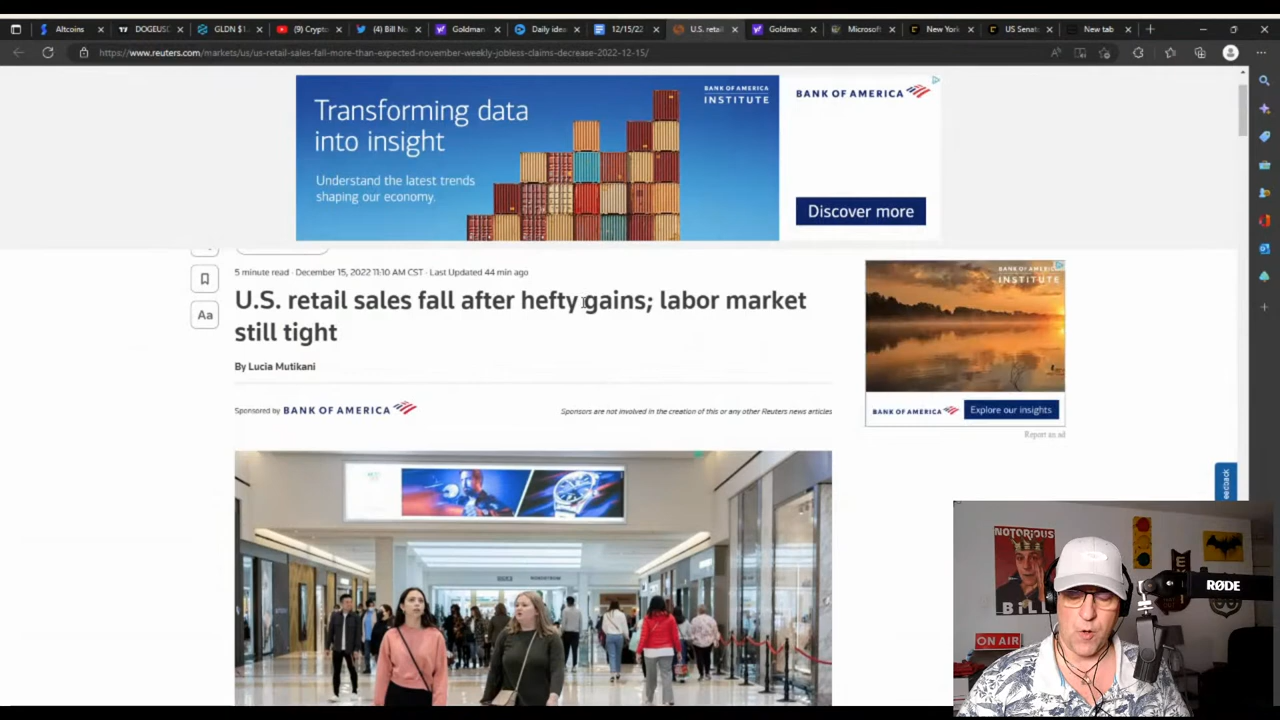 Altcoins
DOGEUSD
GLDN $1.
(9) Crypto
(4) Bill No
Goldman
Daily idea
12/15/22
U.S. retail
Goldman
Microsoft
New York
US Senat
New tab
https://www.reuters.com/markets/us/us-retail-sales-fall-more-than-expected-november-weekly-jobless-claims-decrease-2022-12-15/
Transforming data
into insight
Understand the latest trends
shaping our economy.
BANK OF AMERICA
INSTITUTE
BANK OF AMERICA
Discover more
5 minute read · December 15, 2022 11:10 AM CST · Last Updated 44 min ago
U.S. retail sales fall after hefty gains; labor market
still tight
Aa
By Lucia Mutikani
Sponsored by BANK OF AMERICA
Sponsors are not involved in the creation of this or any other Reuters news articles
BANK OF AMERICA
INSTITUTE
BANK OF AMERICA
Explore our insights
Report an ad
eedback
NOTORIOUS
BILL
ON AIR
RØDE